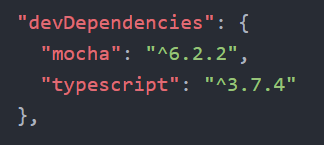 "devDependencies": {
"mocha": "^6.2.2",
"typescript": "^3.7.4"
},